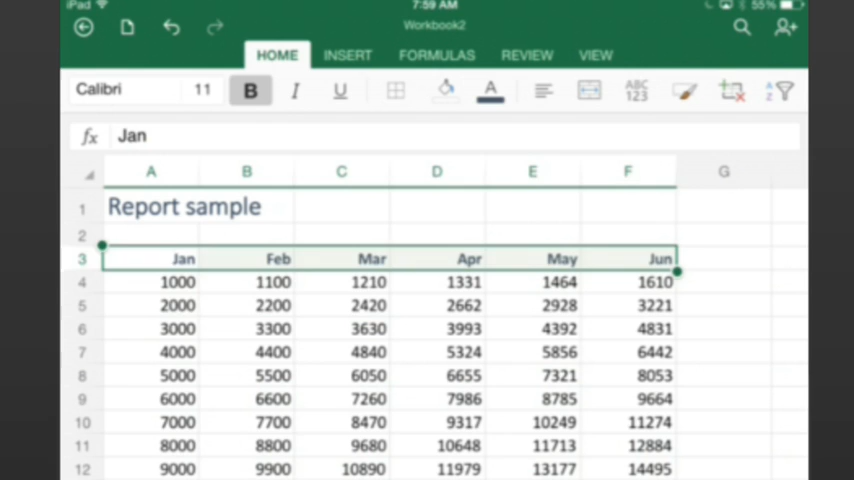 iPad 7:59 AM 55%
Workbook2
HOME INSERT FORMULAS REVIEW VIEW
Calibri 11 B I U A ABC 123 A Z
fx Jan
A B C D E F G
1 Report sample
2
3 Jan Feb Mar Apr May Jun
4 1000 1100 1210 1331 1464 1610
5 2000 2200 2420 2662 2928 3221
6 3000 3300 3630 3993 4392 4831
7 4000 4400 4840 5324 5856 6442
8 5000 5500 6050 6655 7321 8053
9 6000 6600 7260 7986 8785 9664
10 7000 7700 8470 9317 10249 11274
11 8000 8800 9680 10648 11713 12884
12 9000 9900 10890 11979 13177 14495